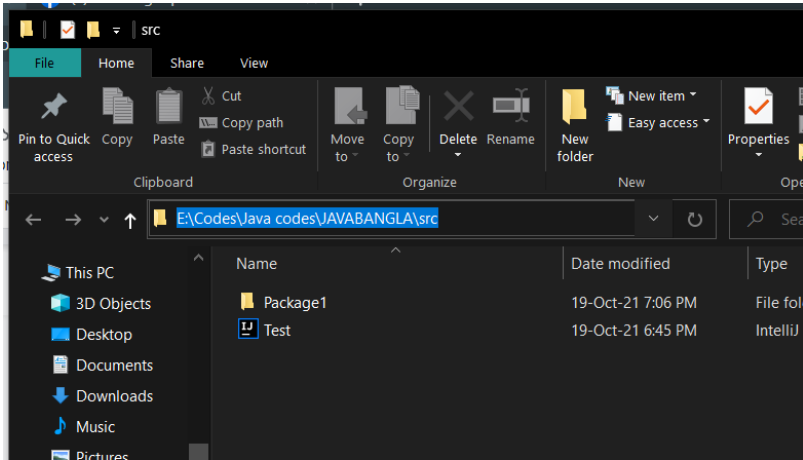 src
File Home Share View
Pin to Quick access
Copy
Paste
Cut
Copy path
Paste shortcut
Clipboard
Move to
Copy to
Delete
Rename
Organize
New folder
New item
Easy access
New
Properties
E:\Codes\Java codes\JAVABANGLA\src
Name Date modified Type
Package1 19-Oct-21 7:06 PM File fol
Test 19-Oct-21 6:45 PM IntelliJ
This PC
3D Objects
Desktop
Documents
Downloads
Music
Pictures